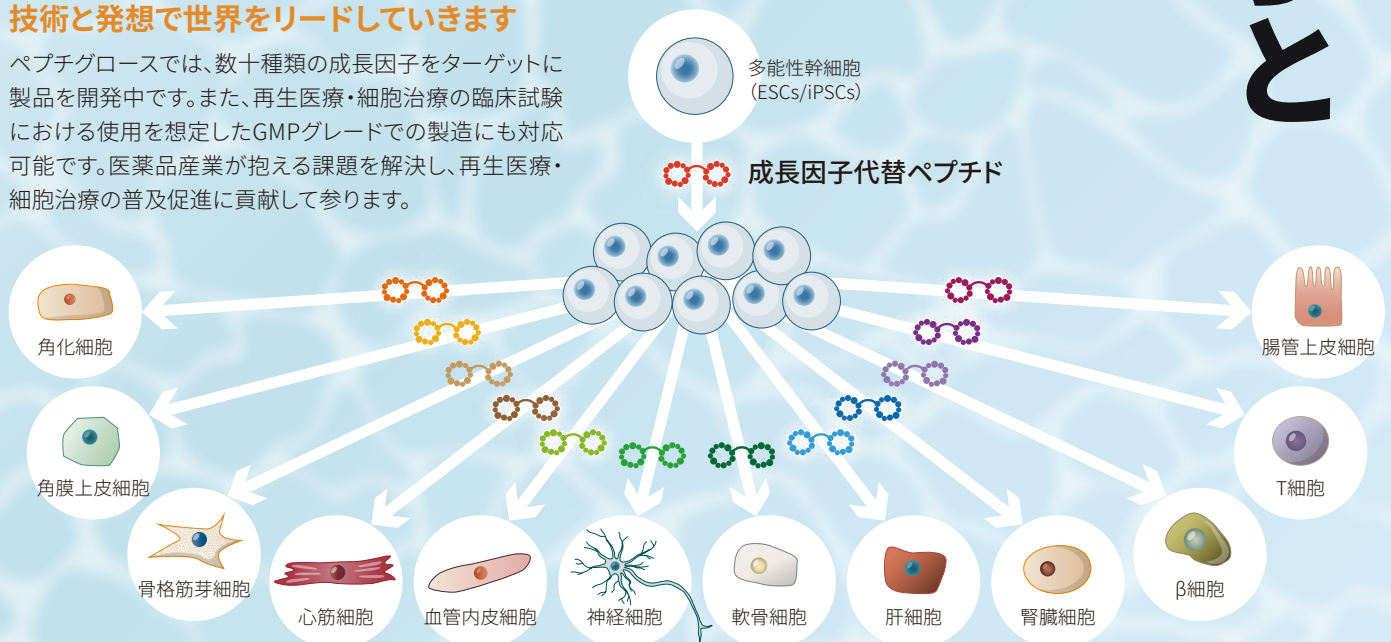 技術と発想で世界をリードしていきます
ペプチグロースでは、数十種類の成長因子をターゲットに
製品を開発中です。また、再生医療・細胞治療の臨床試験
における使用を想定したGMPグレードでの製造にも対応
可能です。医薬品産業が抱える課題を解決し、再生医療・
細胞治療の普及促進に貢献して参ります。
と
多能性幹細胞
（ESCs/iPSCs）
成長因子代替ペプチド
角化細胞
角膜上皮細胞
骨格筋芽細胞
心筋細胞
血管内皮細胞
神経細胞
軟骨細胞
肝細胞
腎臓細胞
β細胞
T細胞
腸管上皮細胞